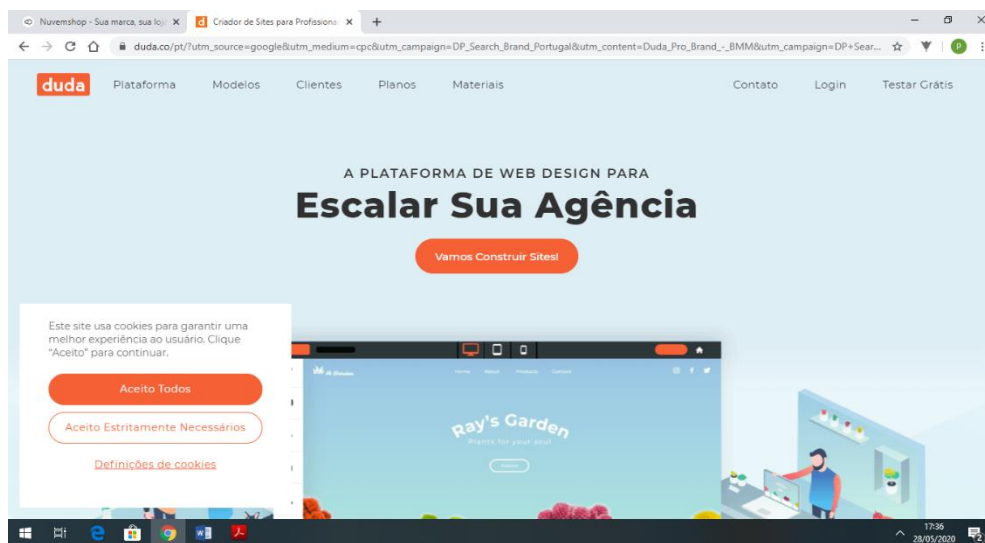 Nuvemshop - Sua marca, sua loj
Criador de Sites para Profissiona
duda.co/pt/?utm_source=google&utm_medium=cpc&utm_campaign=DP_Search_Brand_Portugal&utm_content=Duda_Pro_Brand_-_BMM&utm_campaign=DP+Sear...
P
duda Plataforma Modelos Clientes Planos Materiais Contato Login Testar Grátis
A PLATAFORMA DE WEB DESIGN PARA
Escalar Sua Agência
Vamos Construir Sites!
Este site usa cookies para garantir uma
melhor experiência ao usuário. Clique
"Aceito" para continuar.
Aceito Todos
Aceito Estritamente Necessários
Definições de cookies
Home About Products Contact
Ray's Garden
Plants for your soul
17:36
28/05/2020